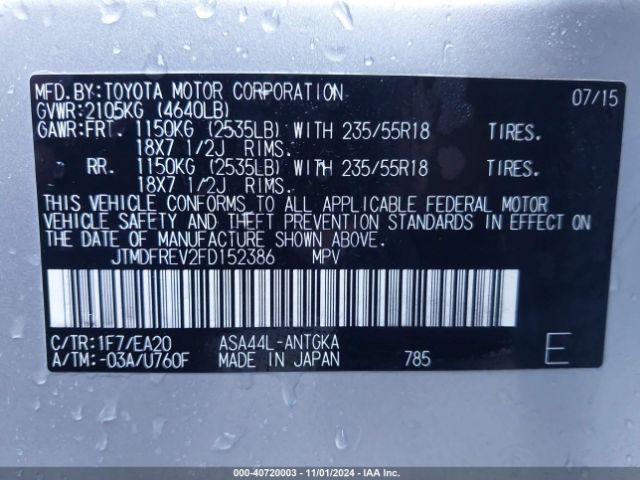 MFD.BY:TOYOTA MOTOR CORPORATION 07/15
GVWR:2105KG (4640LB)
GAWR:FRT. 1150KG (2535LB) WITH 235/55R18 TIRES.
18X7 1/2J RIMS.
RR. 1150KG (2535LB) WITH 235/55R18 TIRES.
18X7 1/2J RIMS.
THIS VEHICLE CONFORMS TO ALL APPLICABLE FEDERAL MOTOR
VEHICLE SAFETY AND THEFT PREVENTION STANDARDS IN EFFECT ON
THE DATE OF MANUFACTURE SHOWN ABOVE.
JTMDFREV2FD152386 MPV
C/TR:1F7/EA20 ASA44L-ANTGKA
A/TM:-03A/U760F MADE IN JAPAN 785 E
000-40720003 - 11/01/2024 - IAA Inc.